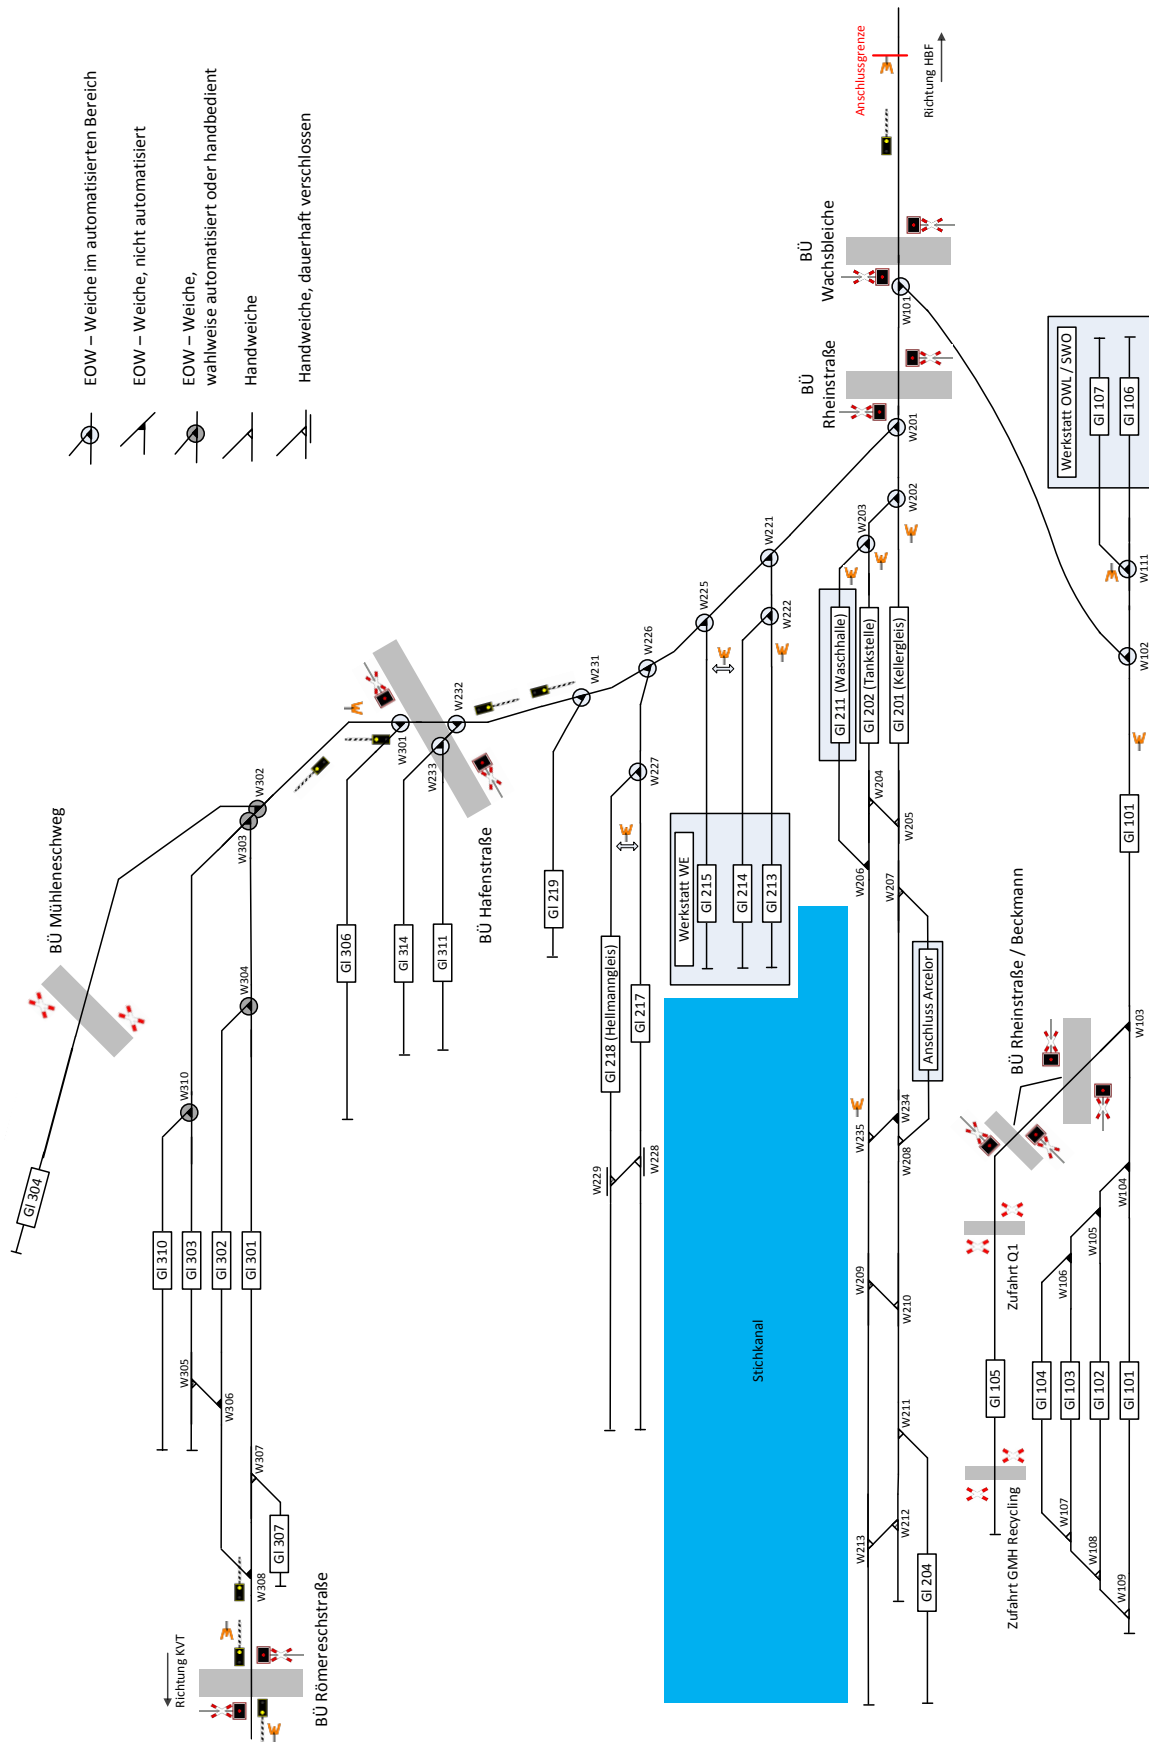 EOW – Weiche im automatisierten Bereich
EOW – Weiche, nicht automatisiert
EOW – Weiche,
wahlweise automatisiert oder handbedient
Handweiche
Handweiche, dauerhaft verschlossen
Anschlussgrenze
Richtung HBF
BÜ
Wachsbleiche
W101
BÜ
Rheinstraße
W201
W202
W203
W221
W222
W225
W226
W231
W232
W233
W301
W302
W303
BÜ Mühleneschweg
BÜ Hafenstraße
Gl 304
W304
W310
Gl 306
Gl 314
Gl 311
Gl 219
W227
Gl 218 (Hellmanngleis)
Gl 217
W229
W228
Werkstatt WE
Gl 215
Gl 214
Gl 213
Gl 211 (Waschhalle)
Gl 202 (Tankstelle)
Gl 201 (Kellergleis)
W204
W205
W206
W207
Anschluss Arcelor
W234
W235
W208
W209
W210
W211
W212
W213
Gl 204
Stichkanal
Gl 310
Gl 303
Gl 302
Gl 301
W305
W306
W307
Gl 307
W308
Richtung KVT
BÜ Römereschstraße
Werkstatt OWL / SWO
Gl 107
Gl 106
W111
W102
Gl 101
W103
BÜ Rheinstraße / Beckmann
W104
W105
W106
Zufahrt Q1
Gl 105
Gl 104
Gl 103
Gl 102
Gl 101
Zufahrt GMH Recycling
W107
W108
W109